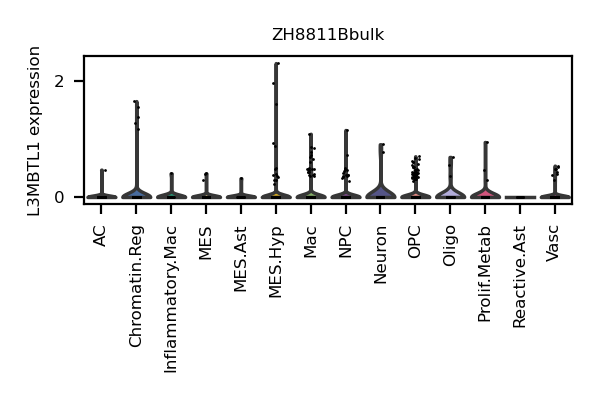 ZH8811Bbulk
L3MBTL1 expression
2
0
AC
Chromatin.Reg
Inflammatory.Mac
MES
MES.Ast
MES.Hyp
Mac
NPC
Neuron
OPC
Oligo
Prolif.Metab
Reactive.Ast
Vasc